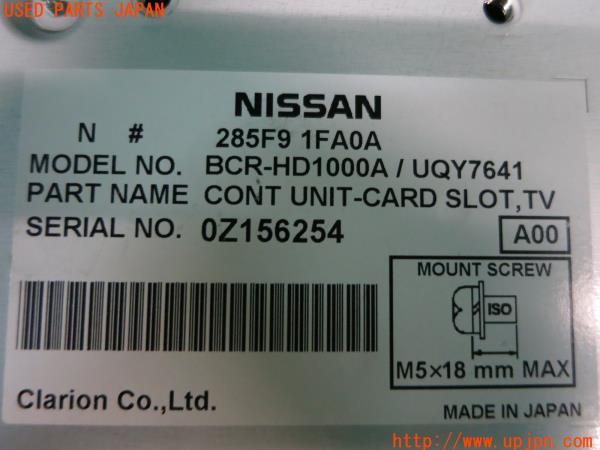 USED PARTS JAPAN
NISSAN
N # 285F9 1FA0A
MODEL NO. BCR-HD1000A / UQY7641
PART NAME CONT UNIT-CARD SLOT,TV
SERIAL NO. 0Z156254
A00
MOUNT SCREW
ISO
M5×18 mm MAX
Clarion Co.,Ltd.
MADE IN JAPAN
http://www.upjpn.com